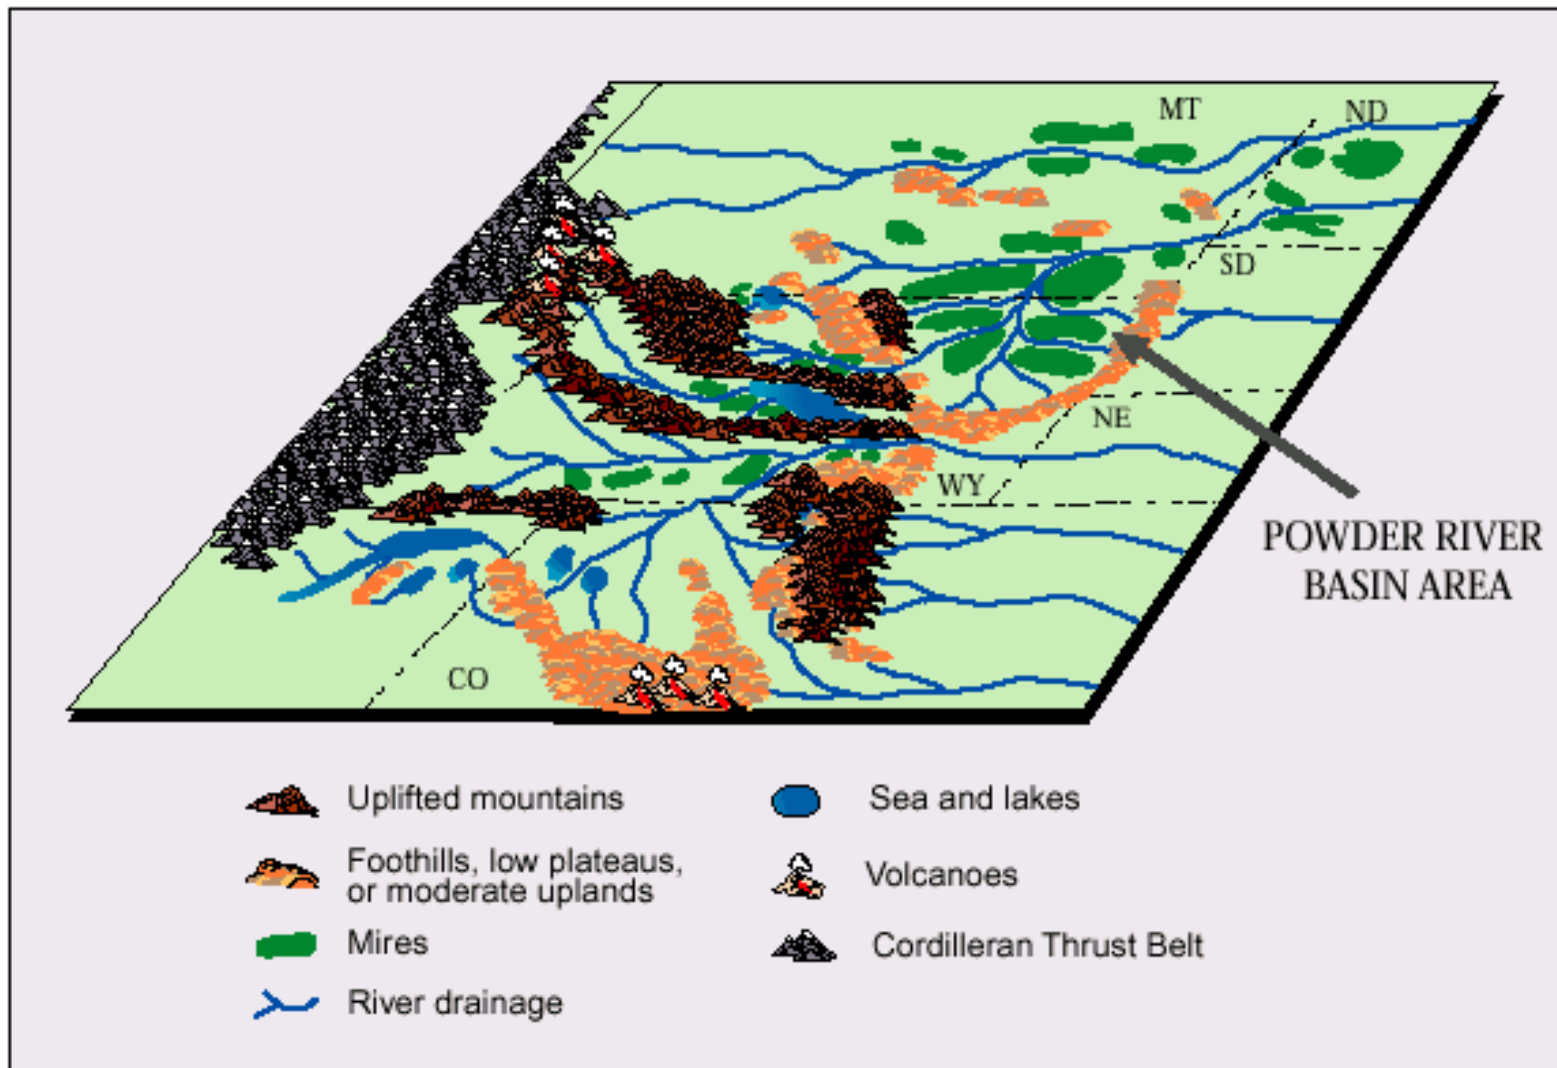 MT
ND
SD
NE
WY
POWDER RIVER
BASIN AREA
CO
Uplifted mountains
Sea and lakes
Foothills, low plateaus,
or moderate uplands
Volcanoes
Mires
Cordilleran Thrust Belt
River drainage